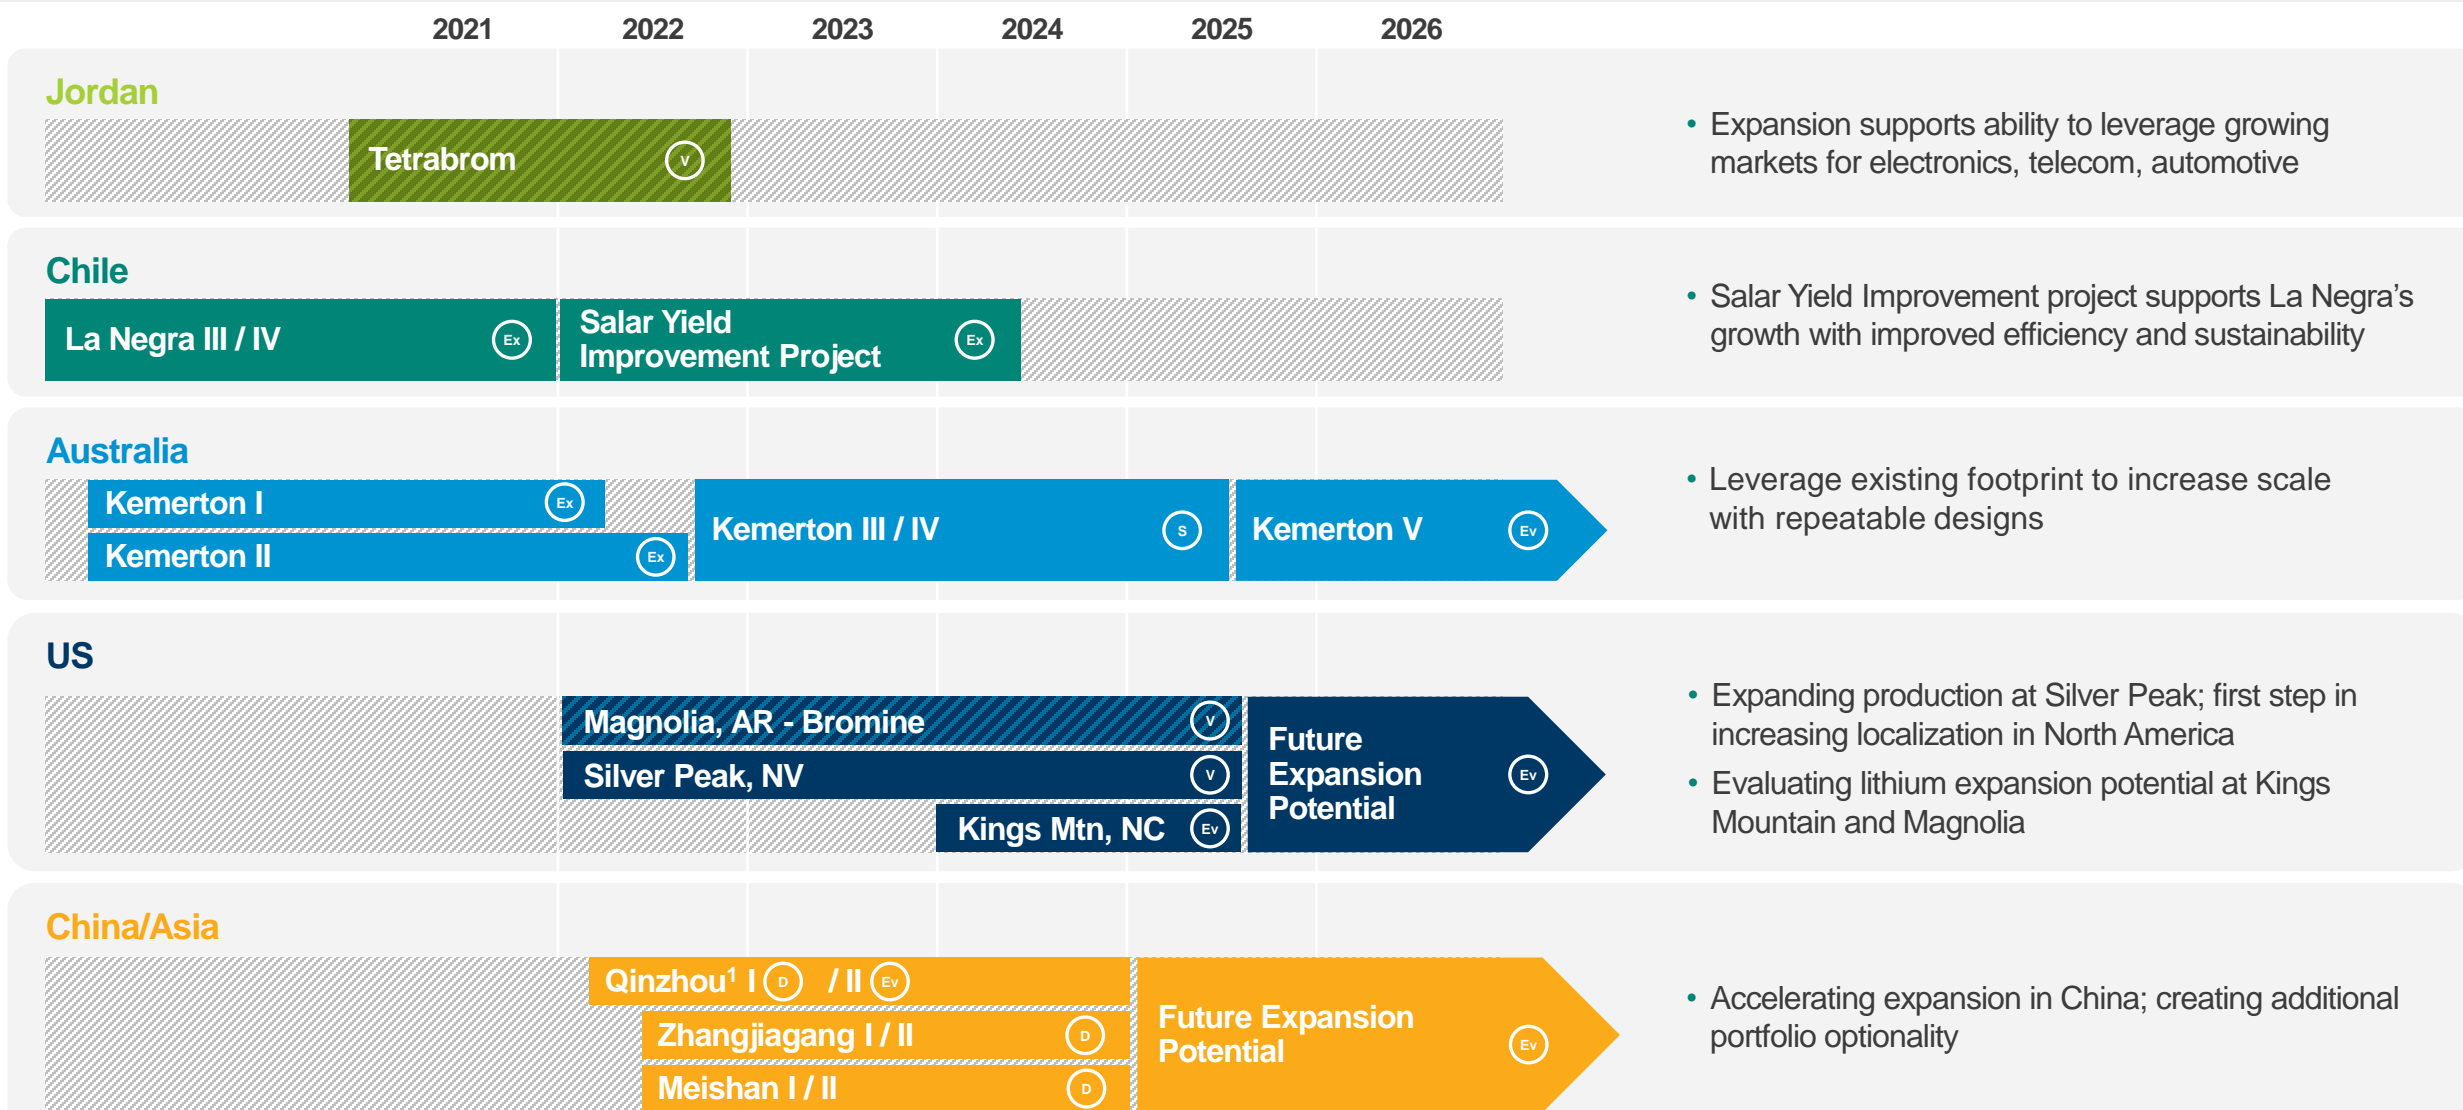 2021 2022 2023 2024 2025 2026
Jordan
Tetrabrom V
• Expansion supports ability to leverage growing
markets for electronics, telecom, automotive
Chile
La Negra III / IV Ex
Salar Yield
Improvement Project Ex
• Salar Yield Improvement project supports La Negra’s
growth with improved efficiency and sustainability
Australia
Kemerton I Ex
Kemerton II Ex
Kemerton III / IV S
Kemerton V Ev
• Leverage existing footprint to increase scale
with repeatable designs
US
Magnolia, AR - Bromine V
Silver Peak, NV V
Kings Mtn, NC Ev
Future
Expansion
Potential Ev
• Expanding production at Silver Peak; first step in
increasing localization in North America
• Evaluating lithium expansion potential at Kings
Mountain and Magnolia
China/Asia
Qinzhou¹ I D / II Ev
Zhangjiagang I / II D
Meishan I / II D
Future Expansion
Potential Ev
• Accelerating expansion in China; creating additional
portfolio optionality